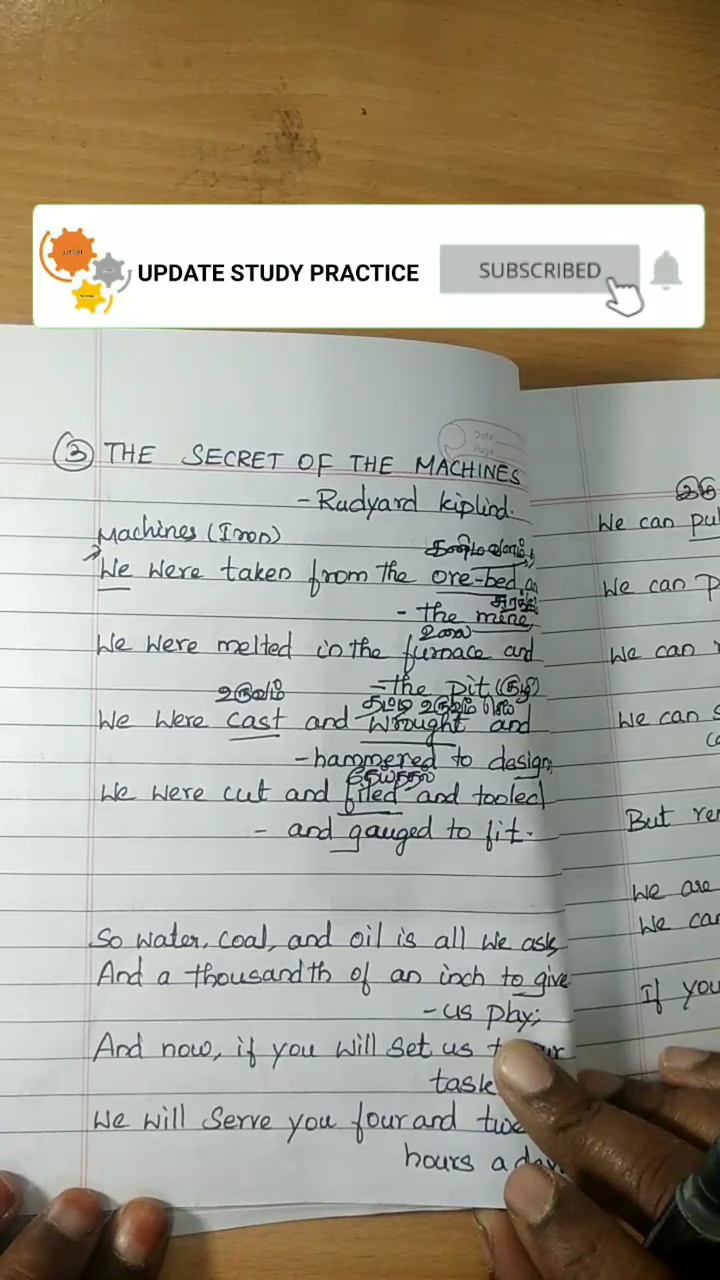 UPDATE STUDY PRACTICE
SUBSCRIBED
③ THE SECRET OF THE MACHINES
- Rudyard kiplind.
Machines (Iron)
We were taken from the ore-bed
- the mine
உலை
We were melted in the furnace and
- the pit (குழி)
உருவம்
We were cast and wrought and
- hammered to design,
We were cut and filed and tooled
- and gauged to fit.
So water, coal, and oil is all we ask,
And a thousandth of an inch to give
- us play;
And now, if you will set us
task
We will serve you four and
hours a day
We can
We can
We can
We can
But
We are
We
If you